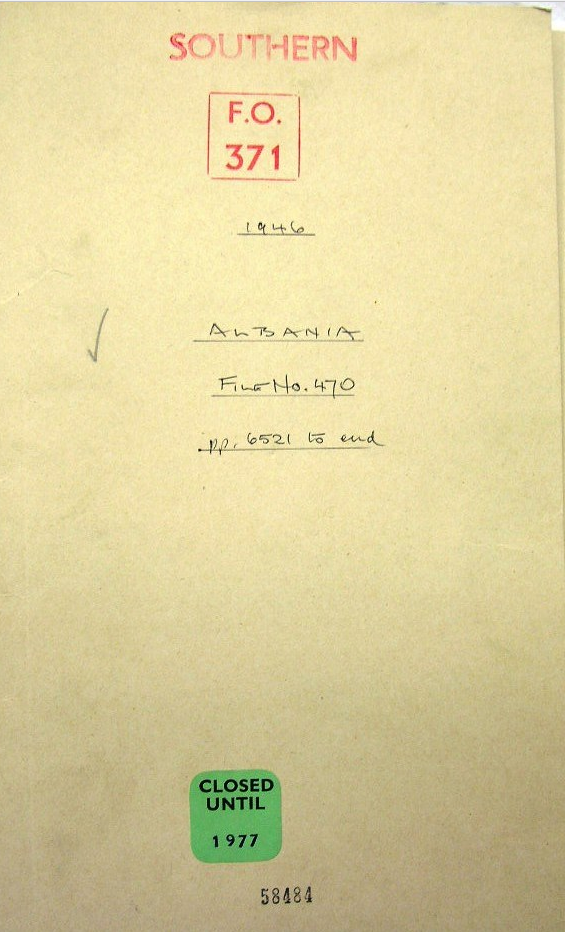 SOUTHERN
F.O.
371
1946
ALBANIA
File No. 470
pp. 6521 to end
CLOSED
UNTIL
1977
58484